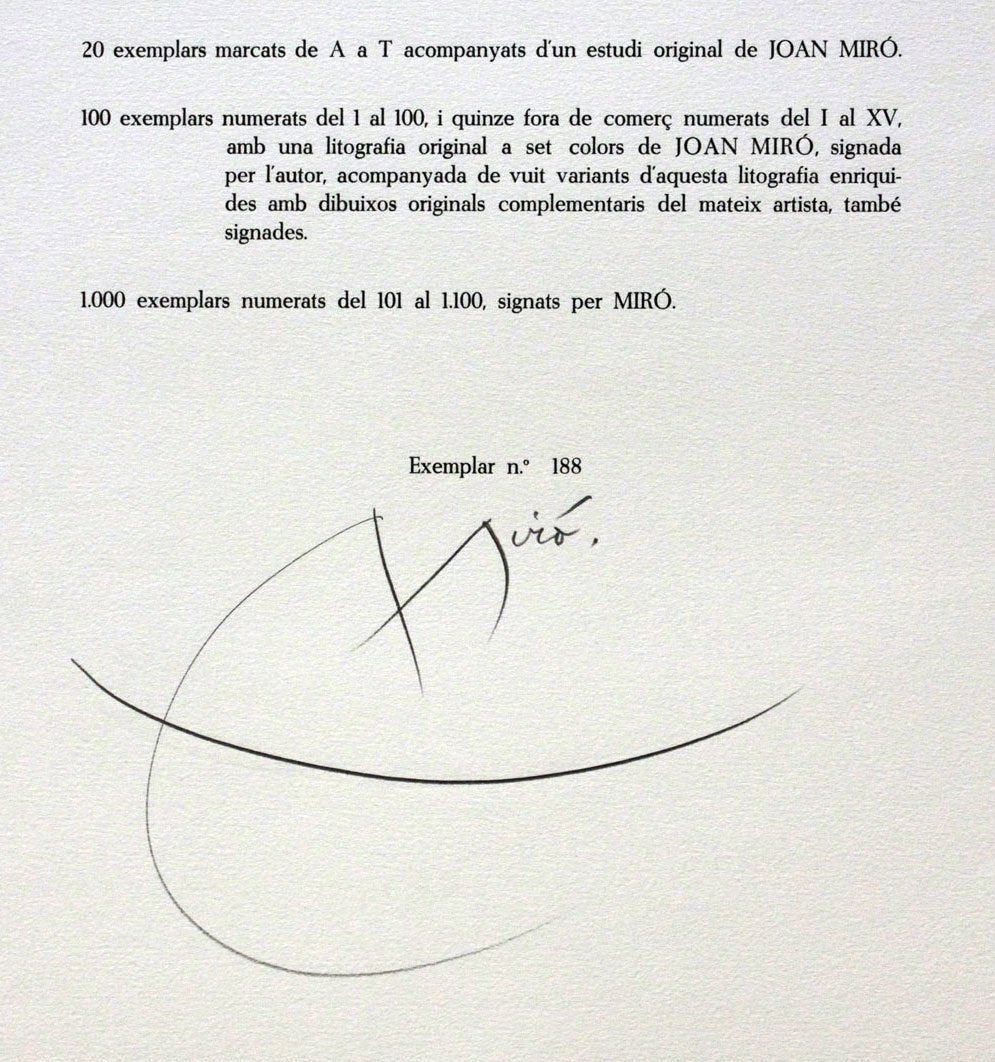 20 exemplars marcats de A a T acompanyats d'un estudi original de JOAN MIRÓ.
100 exemplars numerats del 1 al 100, i quinze fora de comerç numerats del I al XV,
amb una litografia original a set colors de JOAN MIRÓ, signada
per l'autor, acompanyada de vuit variants d'aquesta litografia enriqui-
des amb dibuixos originals complementaris del mateix artista, també
signades.
1.000 exemplars numerats del 101 al 1.100, signats per MIRÓ.
Exemplar n.º 188
Miró.